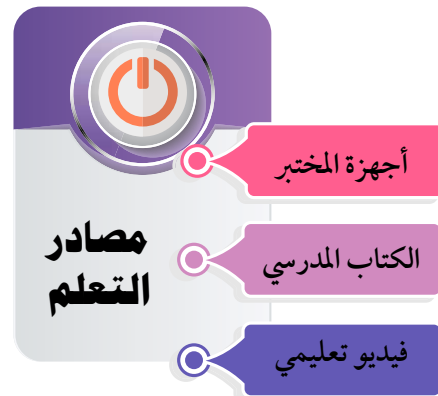 مصادر
التعلم
أجهزة المختبر
الكتاب المدرسي
فيديو تعليمي